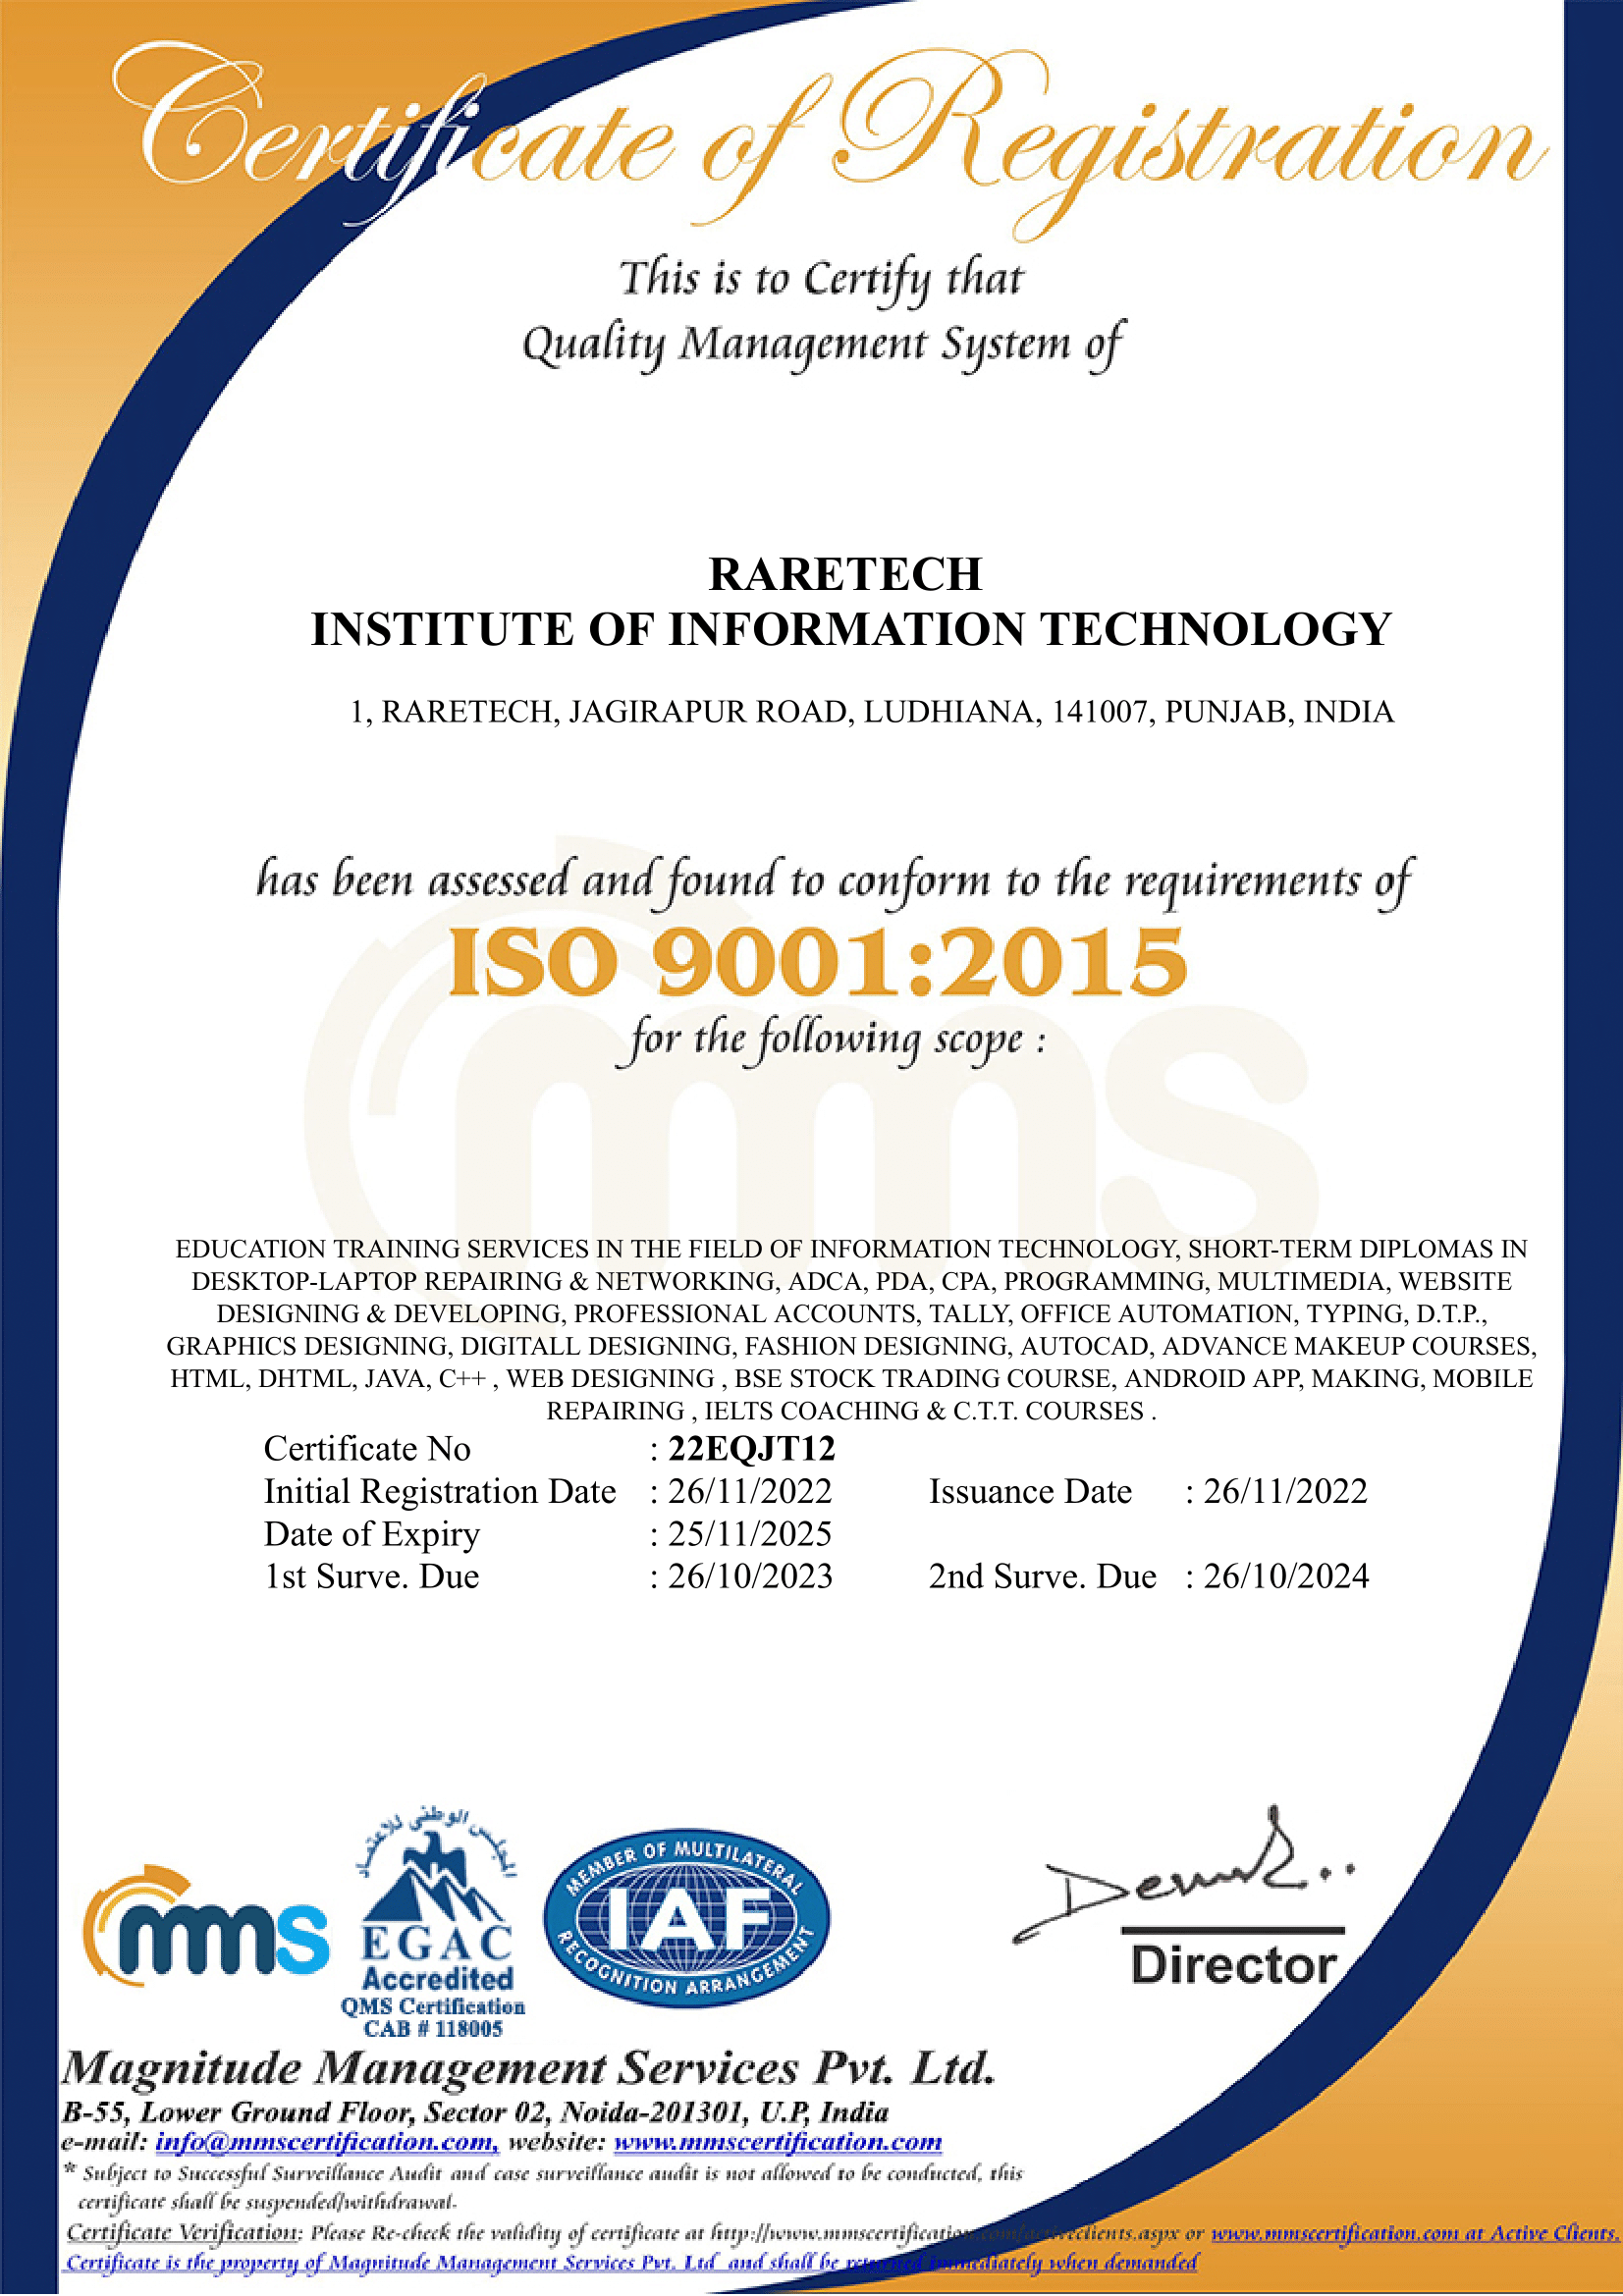 Certificate of Registration
This is to Certify that
Quality Management System of
RARETECH
INSTITUTE OF INFORMATION TECHNOLOGY
1, RARETECH, JAGIRAPUR ROAD, LUDHIANA, 141007, PUNJAB, INDIA
has been assessed and found to conform to the requirements of
ISO 9001:2015
for the following scope :
mms
EDUCATION TRAINING SERVICES IN THE FIELD OF INFORMATION TECHNOLOGY, SHORT-TERM DIPLOMAS IN
DESKTOP-LAPTOP REPAIRING & NETWORKING, ADCA, PDA, CPA, PROGRAMMING, MULTIMEDIA, WEBSITE
DESIGNING & DEVELOPING, PROFESSIONAL ACCOUNTS, TALLY, OFFICE AUTOMATION, TYPING, D.T.P.,
GRAPHICS DESIGNING, DIGITALL DESIGNING, FASHION DESIGNING, AUTOCAD, ADVANCE MAKEUP COURSES,
HTML, DHTML, JAVA, C++ , WEB DESIGNING , BSE STOCK TRADING COURSE, ANDROID APP, MAKING, MOBILE
REPAIRING , IELTS COACHING & C.T.T. COURSES .
Certificate No : 22EQJT12
Initial Registration Date : 26/11/2022 Issuance Date : 26/11/2022
Date of Expiry : 25/11/2025
1st Surve. Due : 26/10/2023 2nd Surve. Due : 26/10/2024
mms
المجلس الوطنى للاعتماد
EGAC
Accredited
QMS Certification
CAB # 118005
MEMBER OF MULTILATERAL
IAF
RECOGNITION ARRANGEMENT
Director
Magnitude Management Services Pvt. Ltd.
B-55, Lower Ground Floor, Sector 02, Noida-201301, U.P, India
e-mail: info@mmscertification.com, website: www.mmscertification.com
* Subject to Successful Surveillance Audit and case surveillance audit is not allowed to be conducted, this
certificate shall be suspended/withdrawal.
Certificate Verification: Please Re-check the validity of certificate at http://www.mmscertification.com/activeclients.aspx or www.mmscertification.com at Active Clients.
Certificate is the property of Magnitude Management Services Pvt. Ltd and shall be returned immediately when demanded